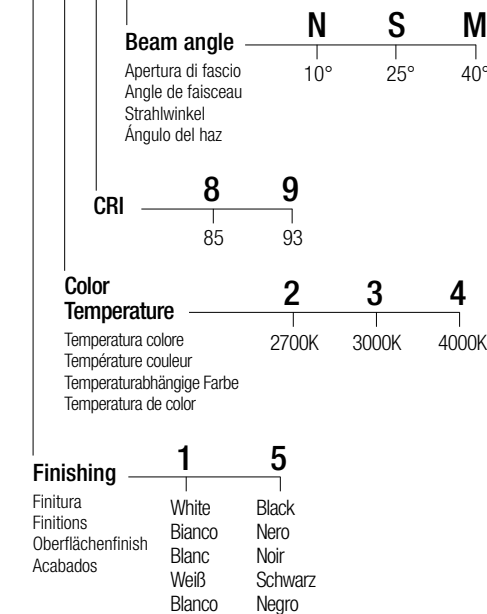 N S M
Beam angle
10° 25° 40°
Apertura di fascio
Angle de faisceau
Strahlwinkel
Ángulo del haz
8 9
CRI
85 93
Color
Temperature
2 3 4
2700K 3000K 4000K
Temperatura colore
Température couleur
Temperaturabhängige Farbe
Temperatura de color
1 5
Finishing
Finitura
Finitions
Oberflächenfinish
Acabados
White Black
Bianco Nero
Blanc Noir
Weiß Schwarz
Blanco Negro